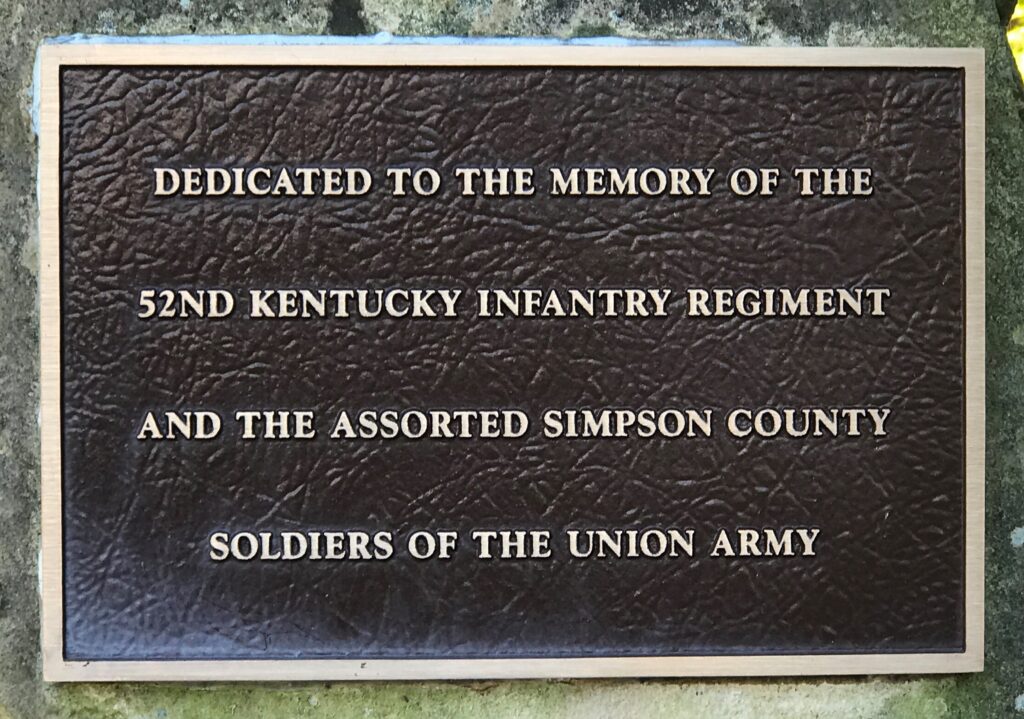 DEDICATED TO THE MEMORY OF THE
52ND KENTUCKY INFANTRY REGIMENT
AND THE ASSORTED SIMPSON COUNTY
SOLDIERS OF THE UNION ARMY